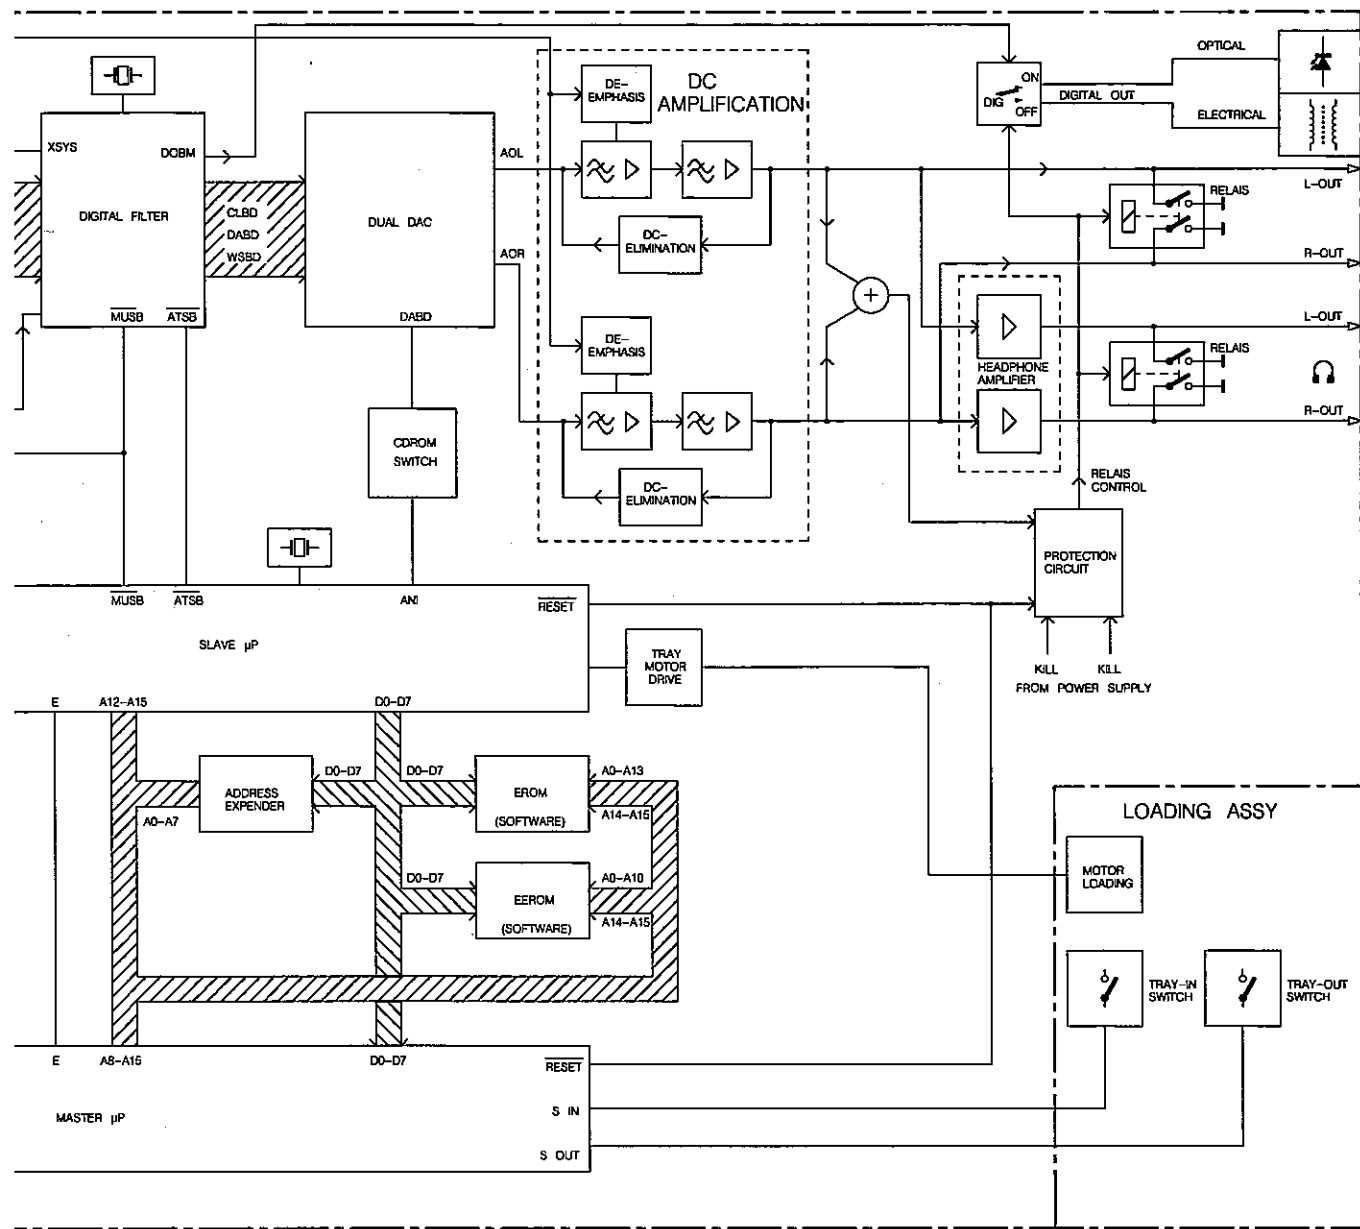 OPTICAL
DE-
EMPHASIS
DC
AMPLIFICATION
ON
DIG
OFF
DIGITAL OUT
ELECTRICAL
XSYS
DOBM
AOL
L-OUT
RELAIS
DIGITAL FILTER
CLBD
DABD
WSBD
DUAL DAC
DC-
ELIMINATION
AOR
R-OUT
MUSB
ATSB
DABD
DE-
EMPHASIS
L-OUT
RELAIS
HEADPHONE
AMPLIFIER
R-OUT
CDROM
SWITCH
DC-
ELIMINATION
RELAIS
CONTROL
PROTECTION
CIRCUIT
MUSB
ATSB
ANI
RESET
SLAVE µP
TRAY
MOTOR
DRIVE
KILL
KILL
FROM POWER SUPPLY
E
A12-A15
D0-D7
D0-D7
D0-D7
A0-A13
ADDRESS
EXPENDER
EROM
(SOFTWARE)
A0-A7
A14-A15
LOADING ASSY
D0-D7
A0-A10
MOTOR
LOADING
EEROM
(SOFTWARE)
A14-A15
TRAY-IN
SWITCH
TRAY-OUT
SWITCH
E
A8-A15
D0-D7
RESET
MASTER µP
S IN
S OUT